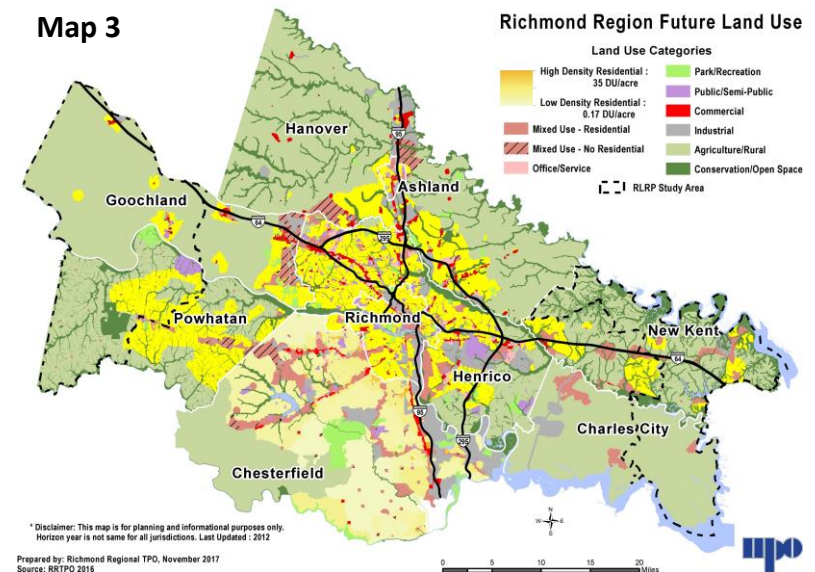 Map 3
Richmond Region Future Land Use
Land Use Categories
High Density Residential :
35 DU/acre
Low Density Residential :
0.17 DU/acre
Mixed Use - Residential
Mixed Use - No Residential
Office/Service
Park/Recreation
Public/Semi-Public
Commercial
Industrial
Agriculture/Rural
Conservation/Open Space
RLRP Study Area
Hanover
95
Ashland
Goochland
64
295
Powhatan
Richmond
New Kent
64
Henrico
95
295
Charles City
Chesterfield
N
W E
S
* Disclaimer: This map is for planning and informational purposes only.
Horizon year is not same for all jurisdictions. Last Updated : 2012
Prepared by: Richmond Regional TPO, November 2017
Source: RRTPO 2016
0 5 10 15 20
Miles
tpo